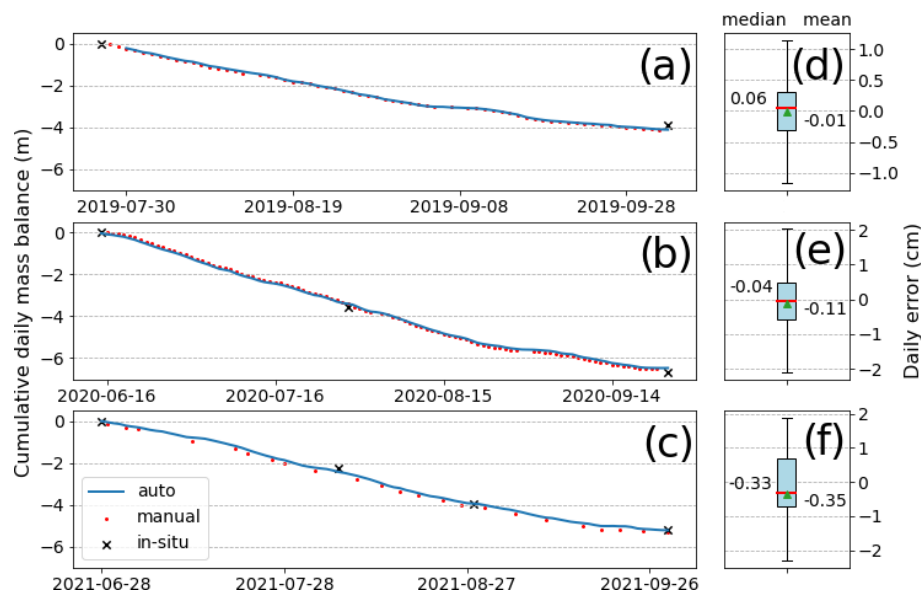 median mean
0
−2
−4
−6
(a)
2019-07-30 2019-08-19 2019-09-08 2019-09-28
(d)
0.06
-0.01
1.0
0.5
0.0
−0.5
−1.0
Cumulative daily mass balance (m)
0
−2
−4
−6
(b)
2020-06-16 2020-07-16 2020-08-15 2020-09-14
(e)
-0.04
-0.11
2
1
0
−1
−2
Daily error (cm)
0
−2
−4
−6
(c)
auto
manual
in-situ
2021-06-28 2021-07-28 2021-08-27 2021-09-26
(f)
-0.33
-0.35
2
1
0
−1
−2